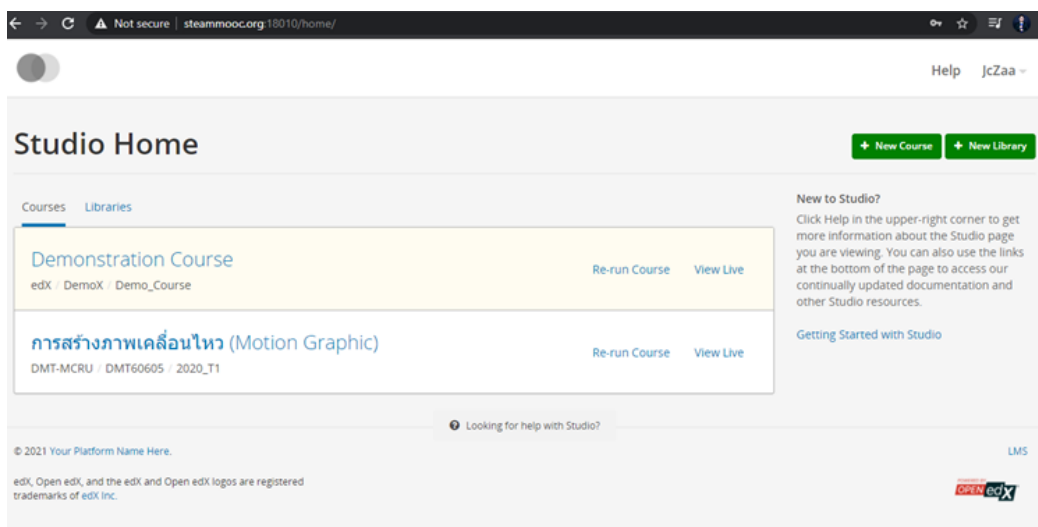 Not secure | steammooc.org:18010/home/
Help JcZaa
Studio Home
+ New Course + New Library
Courses Libraries
Demonstration Course
edX / DemoX / Demo_Course
Re-run Course View Live
การสร้างภาพเคลื่อนไหว (Motion Graphic)
DMT-MCRU / DMT60605 / 2020_T1
Re-run Course View Live
New to Studio?
Click Help in the upper-right corner to get
more information about the Studio page
you are viewing. You can also use the links
at the bottom of the page to access our
continually updated documentation and
other Studio resources.
Getting Started with Studio
Looking for help with Studio?
© 2021 Your Platform Name Here.
LMS
edX, Open edX, and the edX and Open edX logos are registered
trademarks of edX Inc.
POWERED BY
OPEN edX